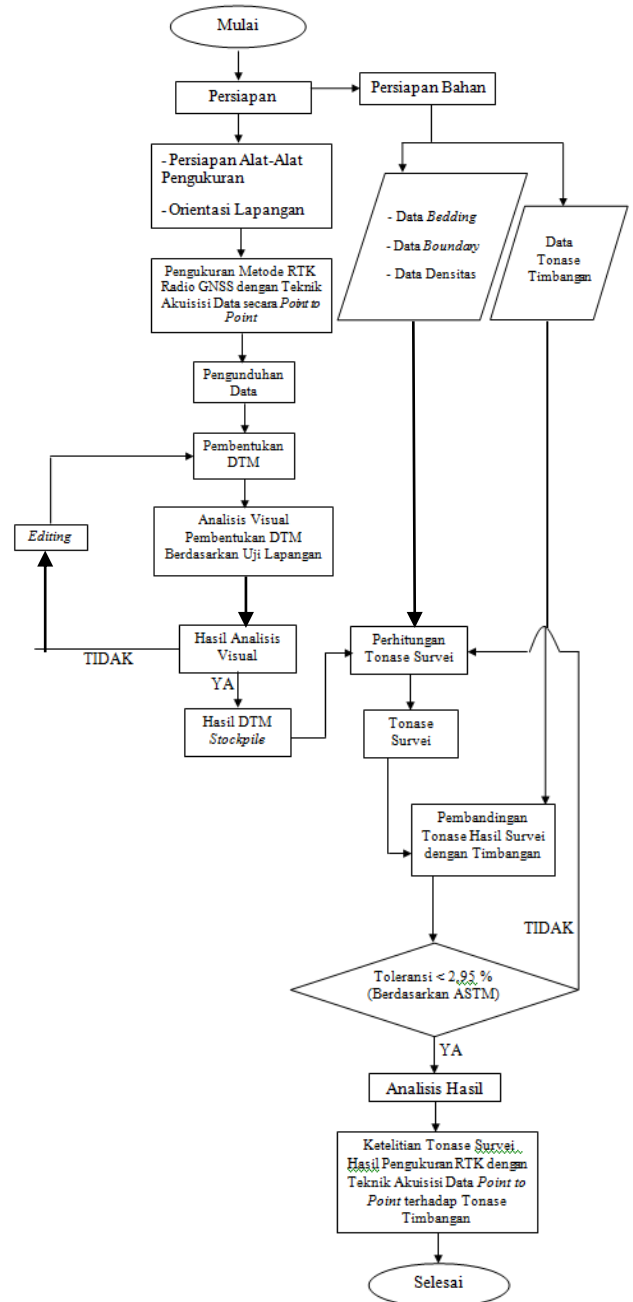 Mulai
Persiapan
Persiapan Bahan
- Persiapan Alat-Alat
Pengukuran
- Orientasi Lapangan
- Data Bedding
- Data Boundary
- Data Densitas
Data
Tonase
Timbangan
Pengukuran Metode RTK
Radio GNSS dengan Teknik
Akuisisi Data secara Point to
Point
Pengunduhan
Data
Pembentukan
DTM
Editing
Analisis Visual
Pembentukan DTM
Berdasarkan Uji Lapangan
Hasil Analisis
Visual
TIDAK
YA
Hasil DTM
Stockpile
Perhitungan
Tonase Survei
Tonase
Survei
Pembandingan
Tonase Hasil Survei
dengan Timbangan
TIDAK
Toleransi < 2,95 %
(Berdasarkan ASTM)
YA
Analisis Hasil
Ketelitian Tonase Survei
Hasil Pengukuran RTK dengan
Teknik Akuisisi Data Point to
Point terhadap Tonase
Timbangan
Selesai